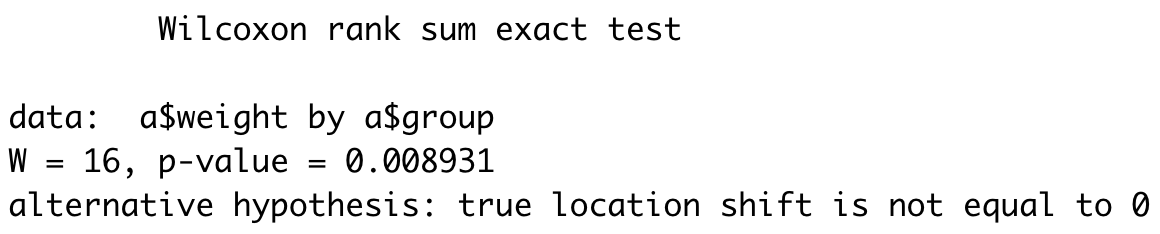 Wilcoxon rank sum exact test
data:  a$weight by a$group
W = 16, p-value = 0.008931
alternative hypothesis: true location shift is not equal to 0